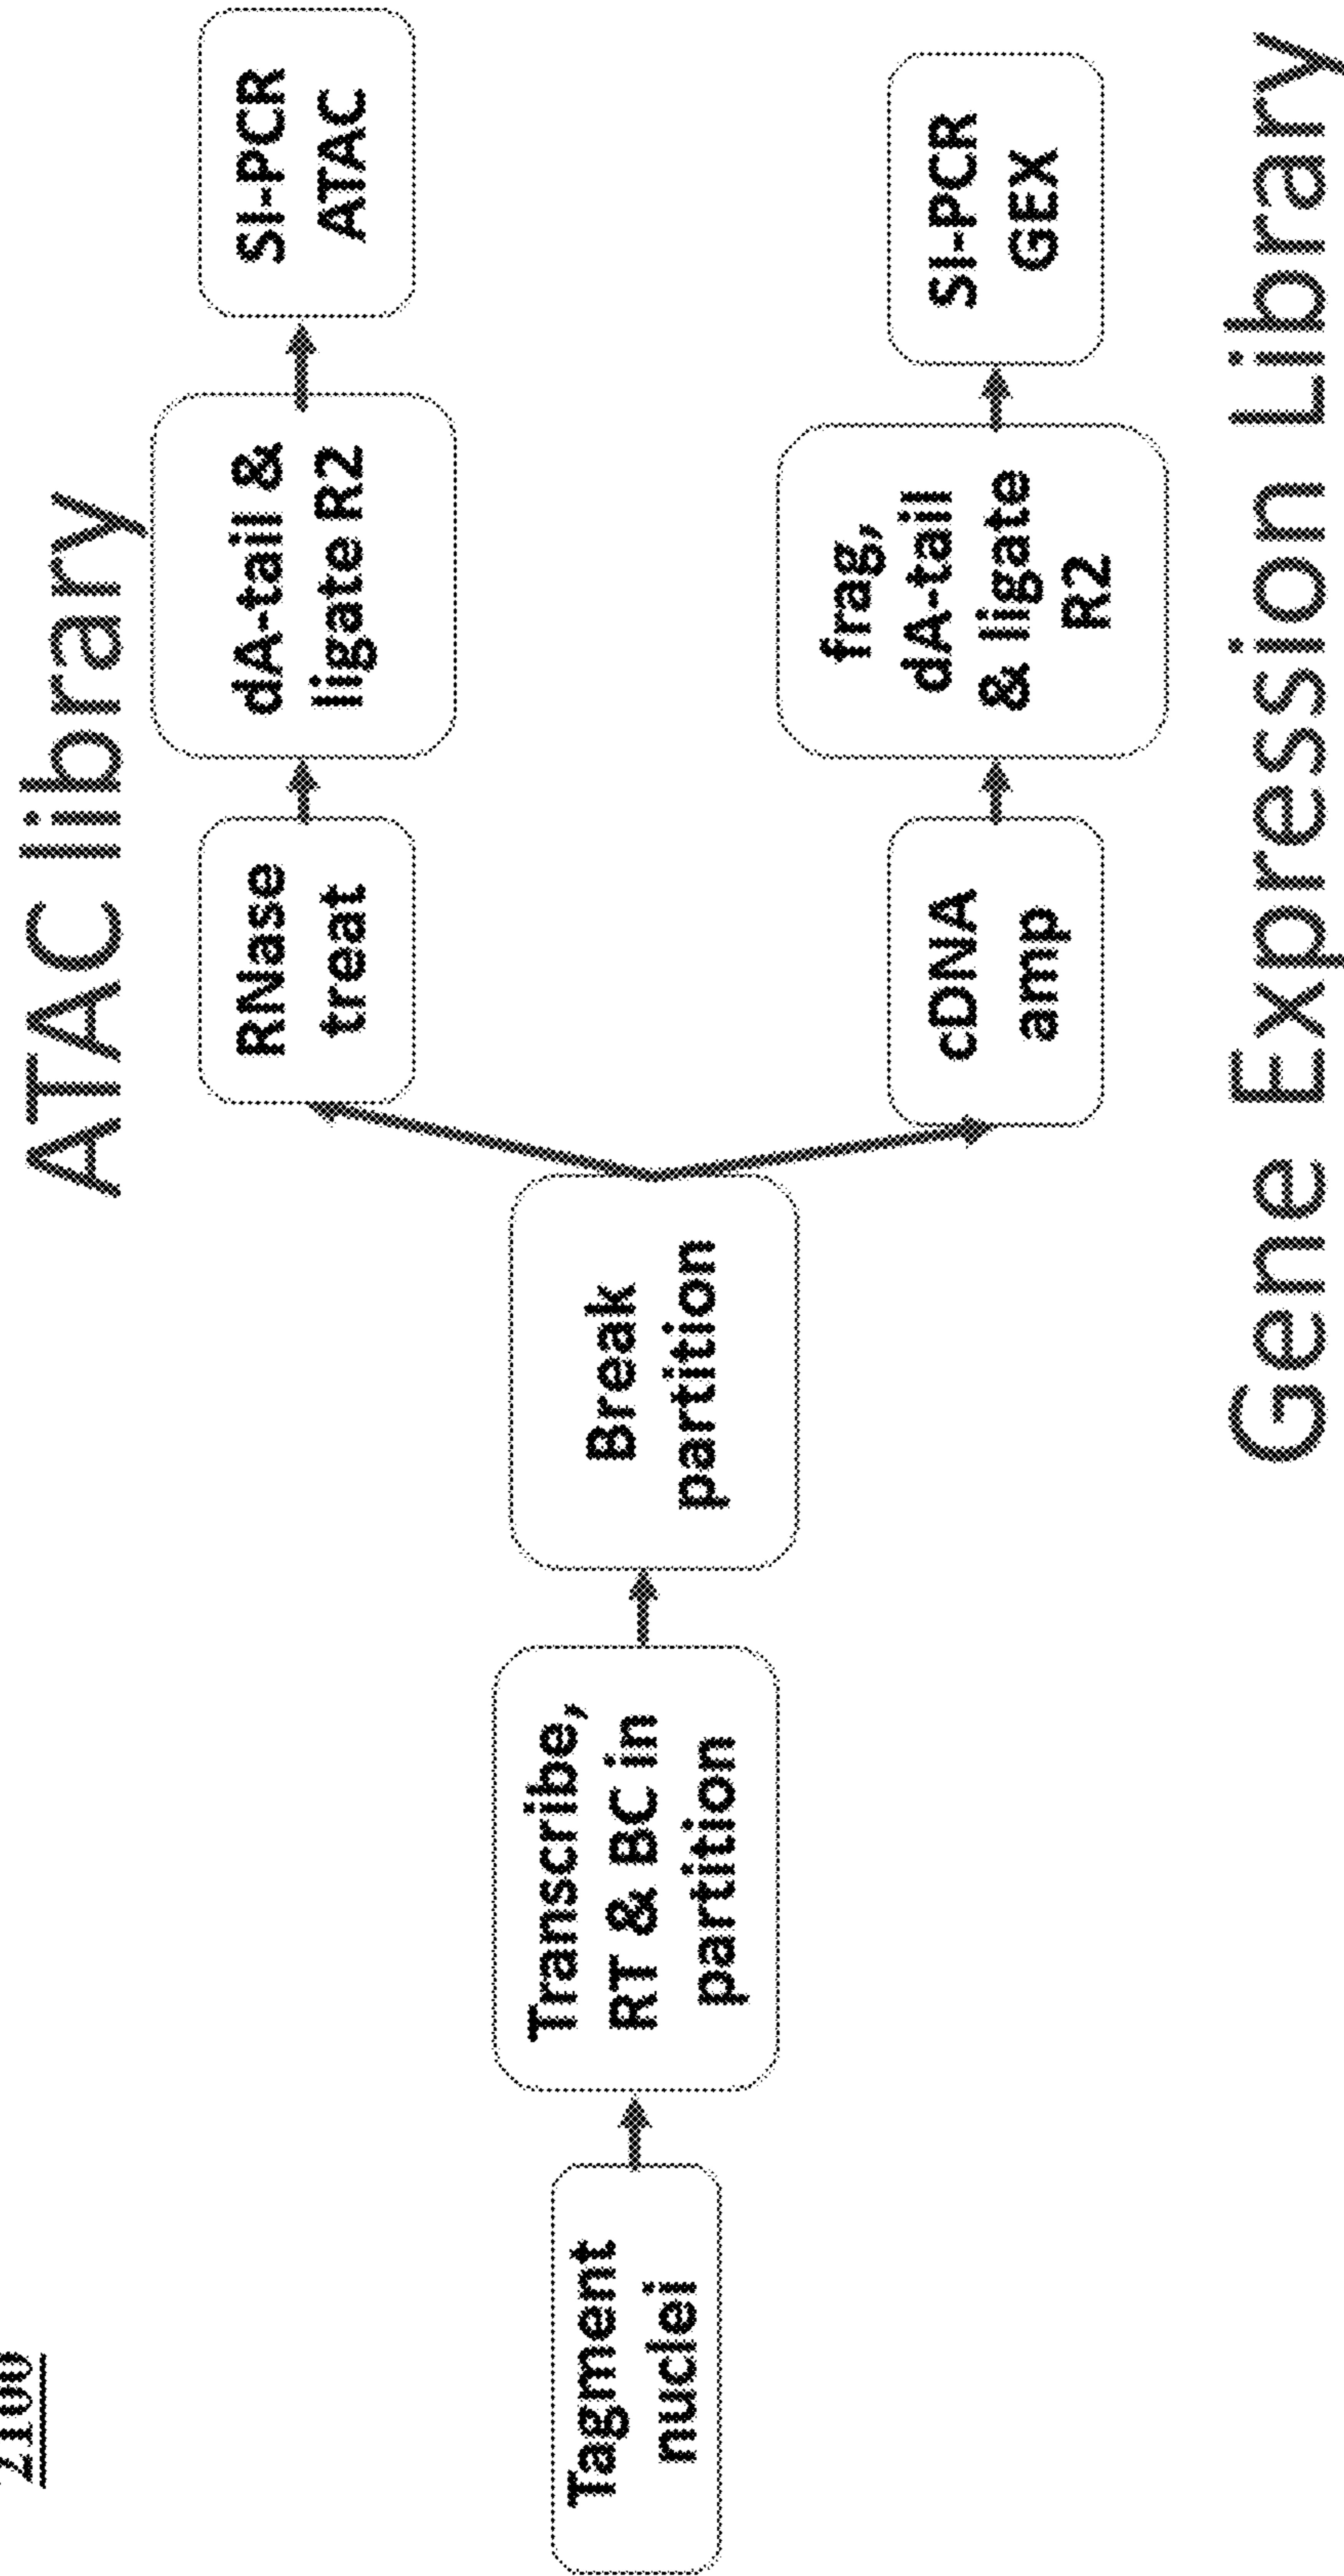 2100
ATAC library
Tagment
nuclei
Transcribe,
RT & BC in
partition
Break
partition
RNase
treat
dA-tail &
ligate R2
SI-PCR
ATAC
cDNA
amp
frag,
dA-tail
& ligate
R2
SI-PCR
GEX
Gene Expression Library